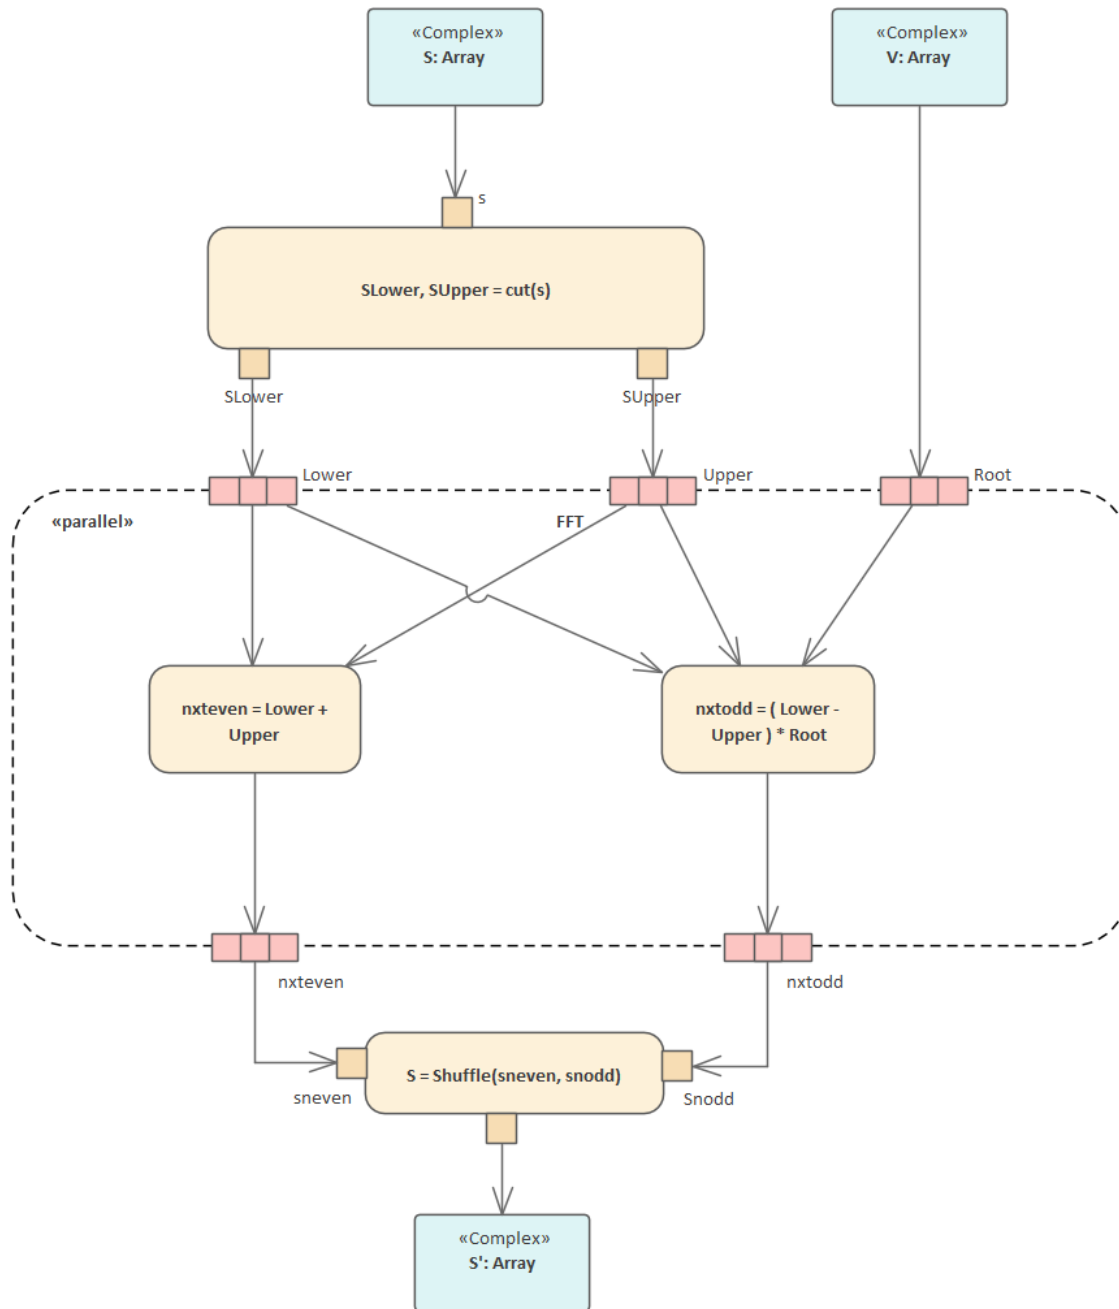 «Complex»
S: Array
«Complex»
V: Array
s
SLower, SUpper = cut(s)
SLower
SUpper
Lower
Upper
Root
«parallel»
FFT
nxteven = Lower +
Upper
nxtodd = ( Lower -
Upper ) * Root
nxteven
nxtodd
S = Shuffle(sneven, snodd)
sneven
Snodd
«Complex»
S': Array